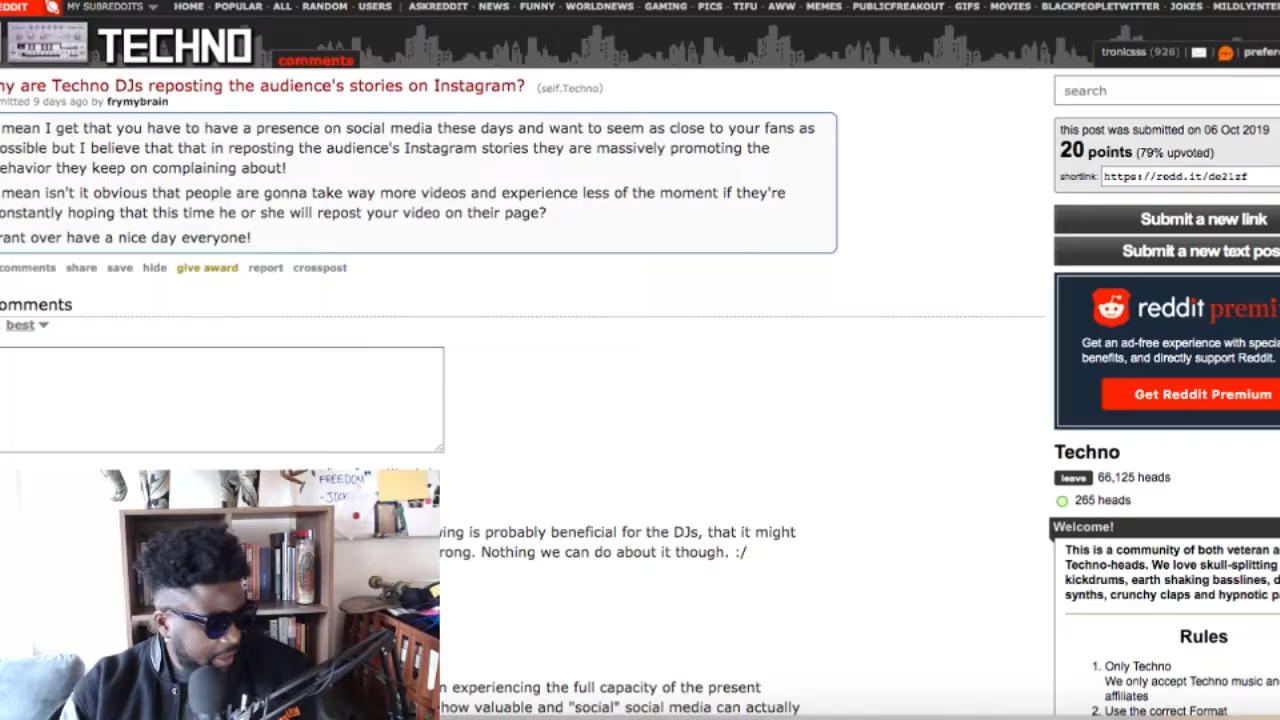 EDDIT MY SUBREDDITS HOME - POPULAR - ALL - RANDOM - USERS | ASKREDDIT - NEWS - FUNNY - WORLDNEWS - GAMING - PICS - TIFU - AWW - MEMES - PUBLICFREAKOUT - GIFS - MOVIES - BLACKPEOPLETWITTER - JOKES - MILDLYINTER
TECHNO comments
tronicsss (926) | | prefere
hy are Techno DJs reposting the audience's stories on Instagram? (self.Techno)
mitted 9 days ago by frymybrain
mean I get that you have to have a presence on social media these days and want to seem as close to your fans as
ossible but I believe that that in reposting the audience's Instagram stories they are massively promoting the
ehavior they keep on complaining about!
mean isn't it obvious that people are gonna take way more videos and experience less of the moment if they're
onstantly hoping that this time he or she will repost your video on their page?
rant over have a nice day everyone!
comments share save hide give award report crosspost
omments
best
FREEDOM"
-JOCK
wing is probably beneficial for the DJs, that it might
rong. Nothing we can do about it though. :/
n experiencing the full capacity of the present
how valuable and "social" social media can actually
search
this post was submitted on 06 Oct 2019
20 points (79% upvoted)
shortlink: https://redd.it/de2lzf
Submit a new link
Submit a new text pos
reddit premi
Get an ad-free experience with specia
benefits, and directly support Reddit.
Get Reddit Premium
Techno
leave 66,125 heads
265 heads
Welcome!
This is a community of both veteran a
Techno-heads. We love skull-splitting
kickdrums, earth shaking basslines, d
synths, crunchy claps and hypnotic p
Rules
1. Only Techno
We only accept Techno music an
affiliates
2. Use the correct Format